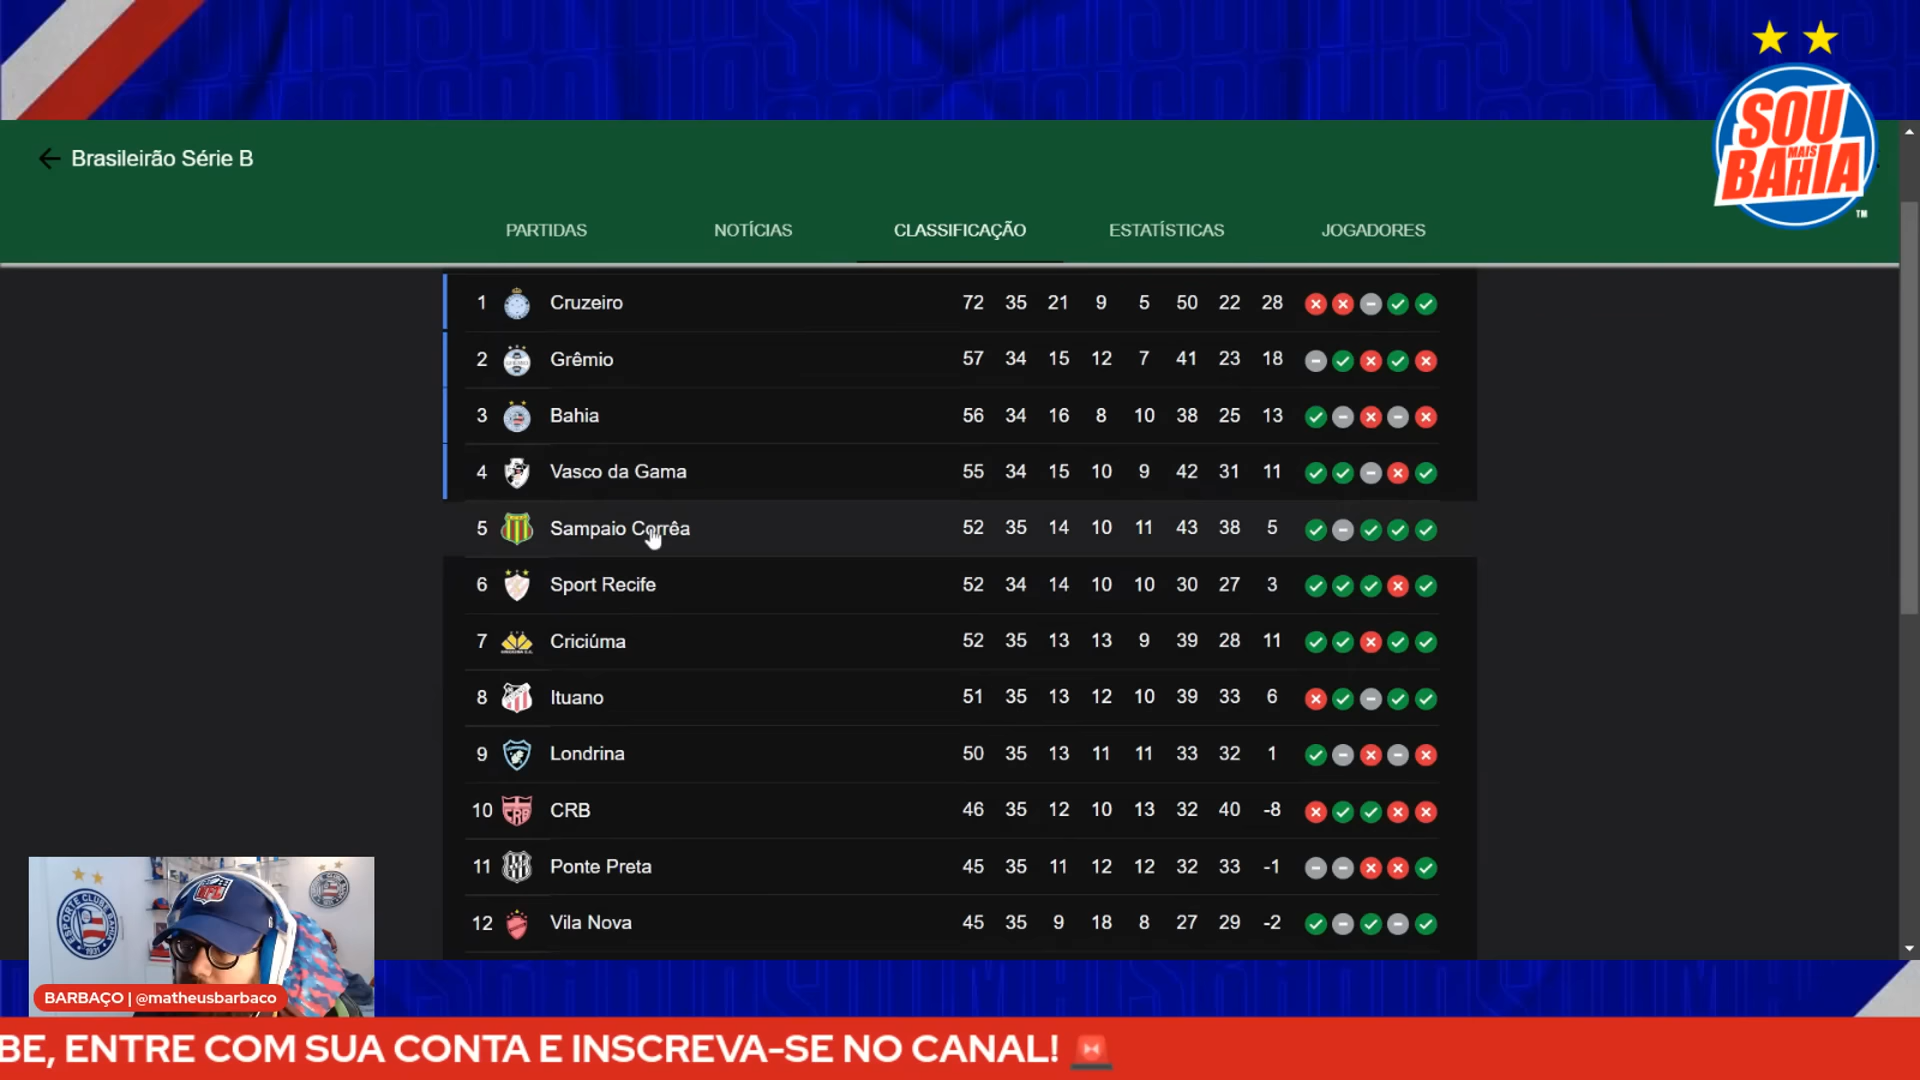 SOU
MAIS
BAHIA
TM
Brasileirão Série B
PARTIDAS NOTÍCIAS CLASSIFICAÇÃO ESTATÍSTICAS JOGADORES
1 Cruzeiro 72 35 21 9 5 50 22 28
2 Grêmio 57 34 15 12 7 41 23 18
3 Bahia 56 34 16 8 10 38 25 13
4 Vasco da Gama 55 34 15 10 9 42 31 11
5 Sampaio Corrêa 52 35 14 10 11 43 38 5
6 Sport Recife 52 34 14 10 10 30 27 3
7 Criciúma 52 35 13 13 9 39 28 11
8 Ituano 51 35 13 12 10 39 33 6
9 Londrina 50 35 13 11 11 33 32 1
10 CRB 46 35 12 10 13 32 40 -8
11 Ponte Preta 45 35 11 12 12 32 33 -1
12 Vila Nova 45 35 9 18 8 27 29 -2
ESPORTE CLUBE BAHIA
1931
NFL
BARBAÇO | @matheusbarbaco
BE, ENTRE COM SUA CONTA E INSCREVA-SE NO CANAL!